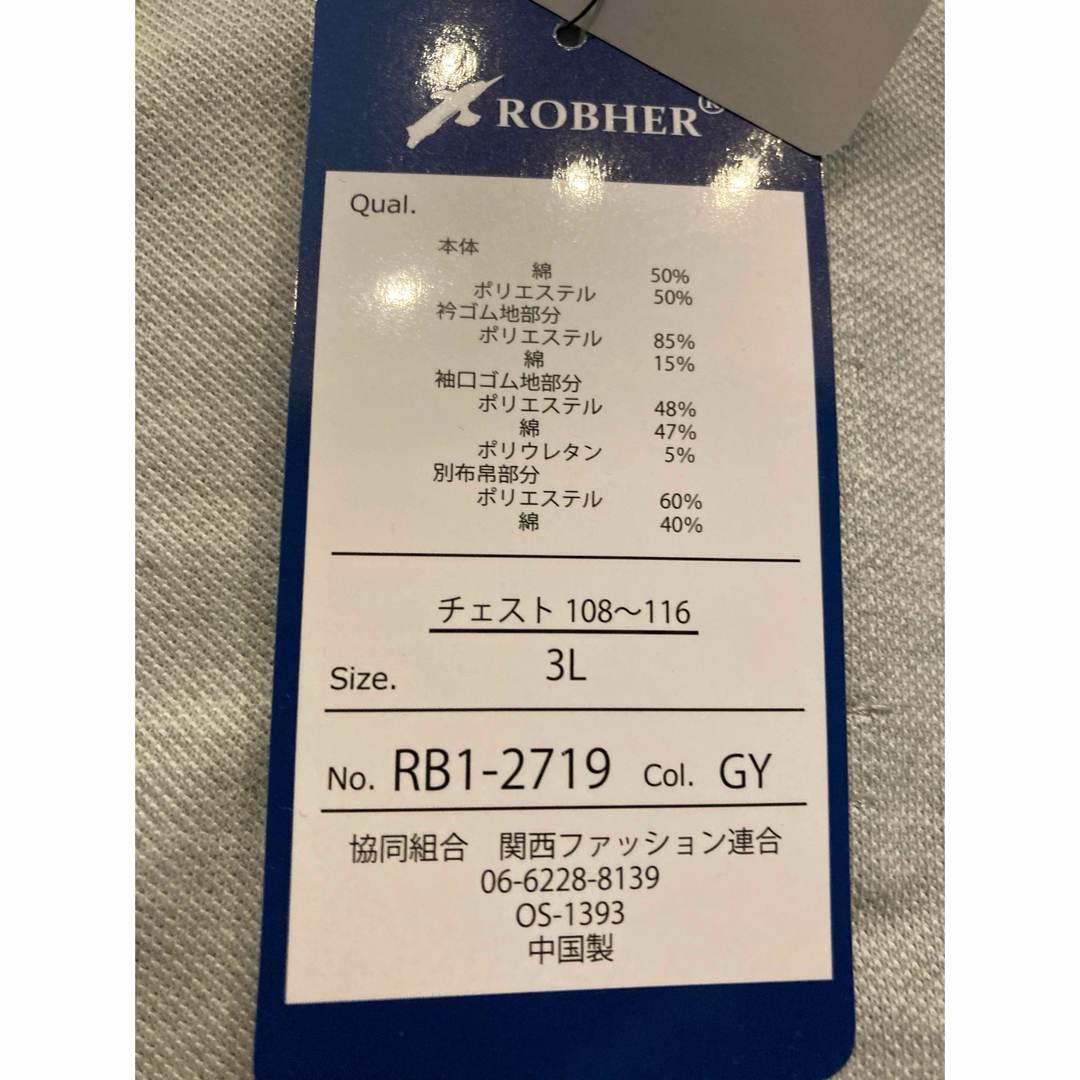 ROBHER®
Qual.
本体
綿 50%
ポリエステル 50%
衿ゴム地部分
ポリエステル 85%
綿 15%
袖口ゴム地部分
ポリエステル 48%
綿 47%
ポリウレタン 5%
別布帛部分
ポリエステル 60%
綿 40%
チェスト 108～116
Size. 3L
No. RB1-2719 Col. GY
協同組合 関西ファッション連合
06-6228-8139
OS-1393
中国製